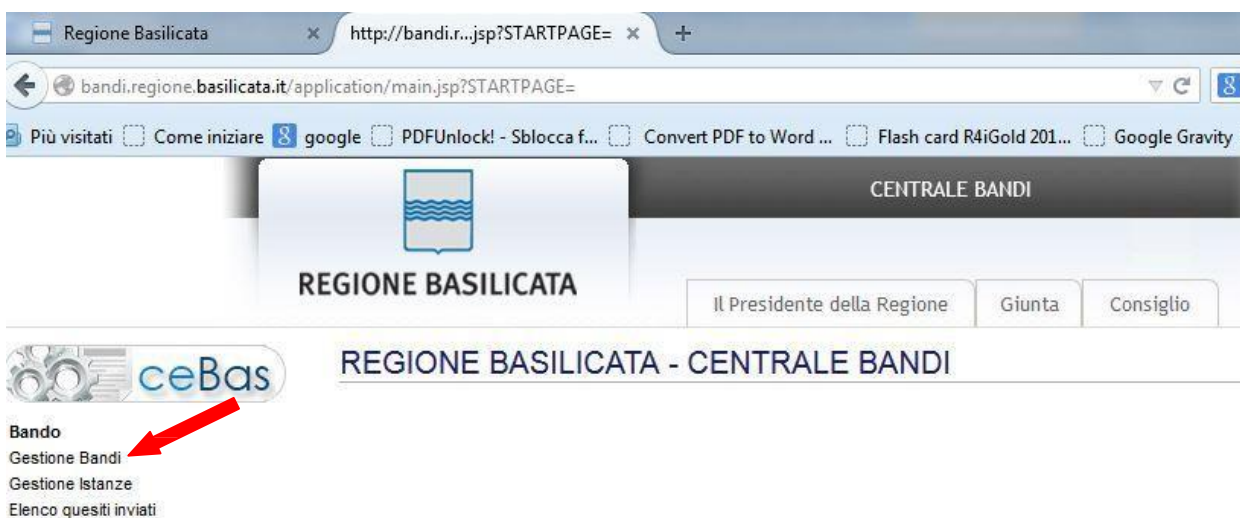 Regione Basilicata
http://bandi.r...jsp?STARTPAGE=
bandi.regione.basilicata.it/application/main.jsp?STARTPAGE=
Più visitati Come iniziare google PDFUnlock! - Sblocca f... Convert PDF to Word ... Flash card R4iGold 201... Google Gravity
CENTRALE BANDI
REGIONE BASILICATA
Il Presidente della Regione Giunta Consiglio
ceBas
REGIONE BASILICATA - CENTRALE BANDI
Bando
Gestione Bandi
Gestione Istanze
Elenco quesiti inviati